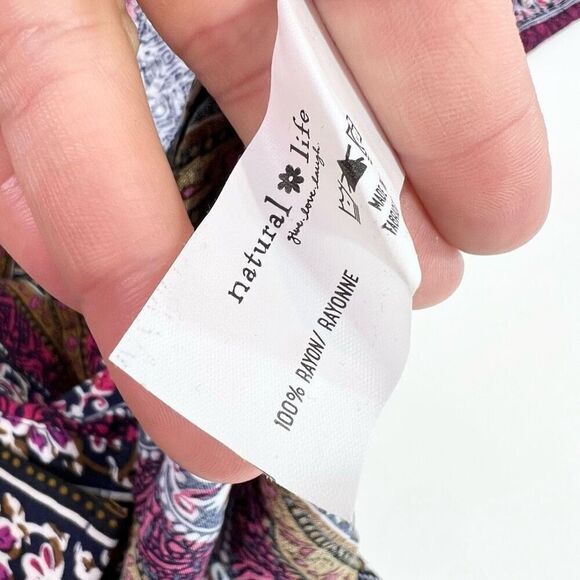 natural life
give.love.laugh.
100% RAYON/ RAYONNE
MADE